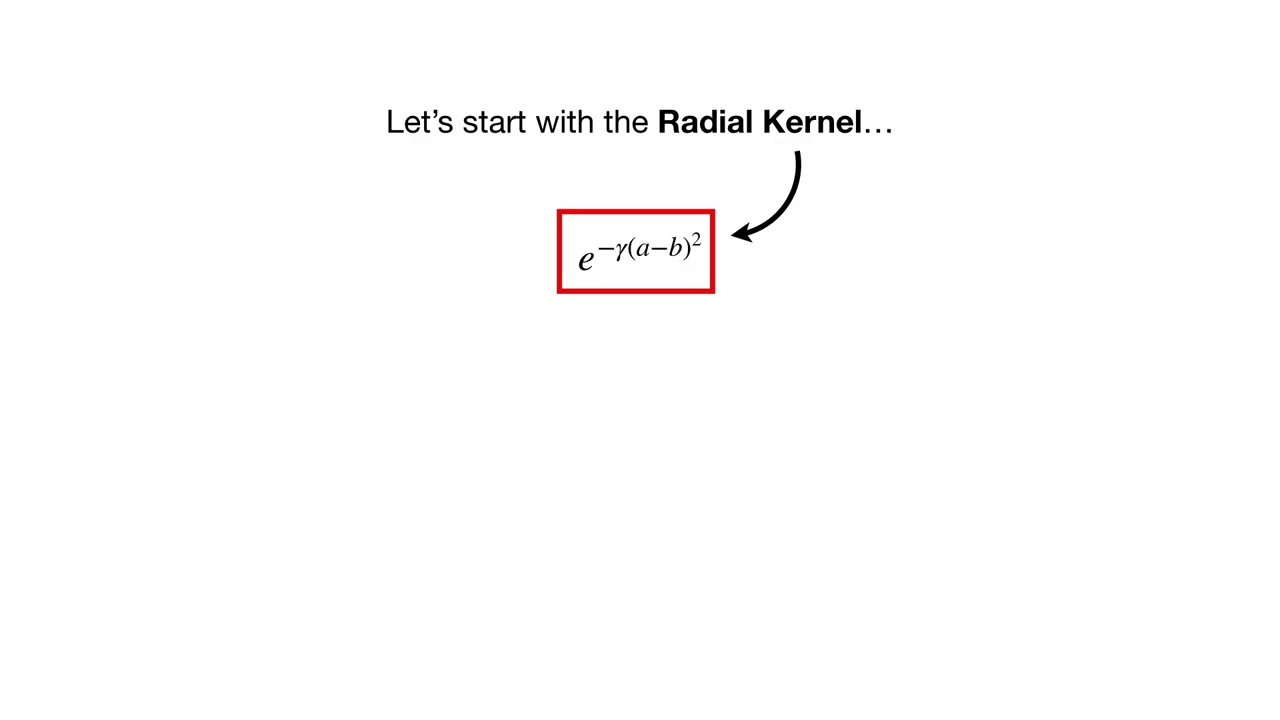 Let’s start with the Radial Kernel…
e^{−γ(a−b)^2}